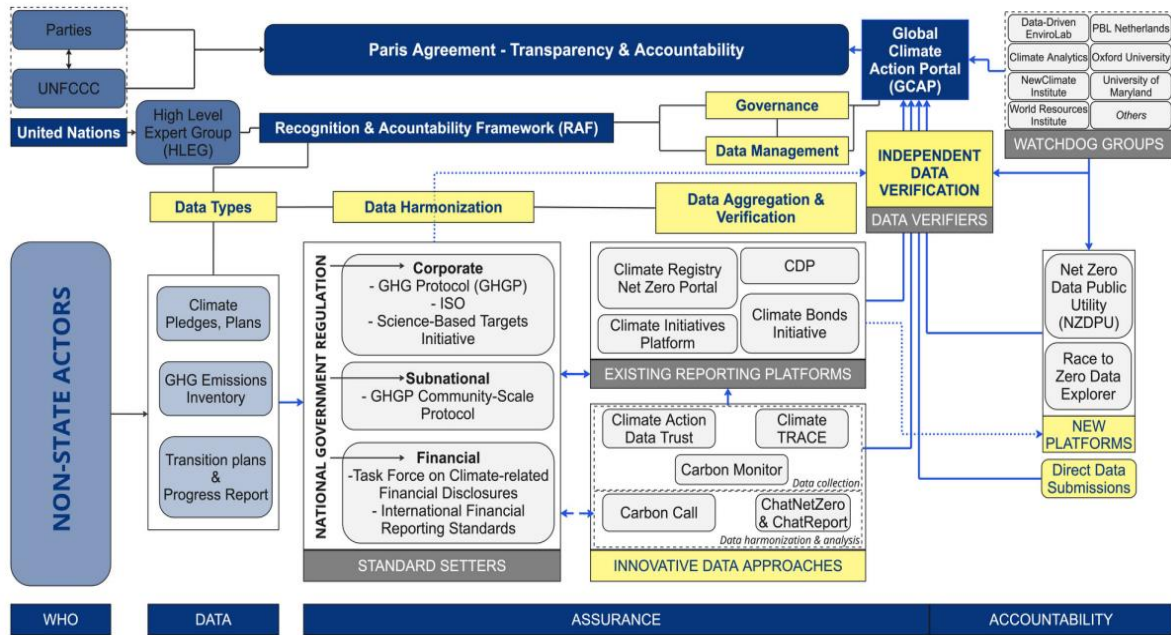 Parties
UNFCCC
United Nations
High Level
Expert Group
(HLEG)
Paris Agreement - Transparency & Accountability
Recognition & Acountability Framework (RAF)
Governance
Data Management
Global
Climate
Action Portal
(GCAP)
Data-Driven
EnviroLab
PBL Netherlands
Climate Analytics
Oxford University
NewClimate
Institute
University of
Maryland
World Resources
Institute
Others
WATCHDOG GROUPS
Data Types
Data Harmonization
Data Aggregation &
Verification
INDEPENDENT
DATA
VERIFICATION
DATA VERIFIERS
NON-STATE ACTORS
Climate
Pledges, Plans
GHG Emissions
Inventory
Transition plans
&
Progress Report
NATIONAL GOVERNMENT REGULATION
Corporate
- GHG Protocol (GHGP)
- ISO
- Science-Based Targets
Initiative
Subnational
- GHGP Community-Scale
Protocol
Financial
-Task Force on Climate-related
Financial Disclosures
- International Financial
Reporting Standards
STANDARD SETTERS
Climate Registry
Net Zero Portal
CDP
Climate Initiatives
Platform
Climate Bonds
Initiative
EXISTING REPORTING PLATFORMS
Climate Action
Data Trust
Climate
TRACE
Carbon Monitor
Data collection
Carbon Call
ChatNetZero
& ChatReport
Data harmonization & analysis
INNOVATIVE DATA APPROACHES
Net Zero
Data Public
Utility
(NZDPU)
Race to
Zero Data
Explorer
NEW
PLATFORMS
Direct Data
Submissions
WHO
DATA
ASSURANCE
ACCOUNTABILITY